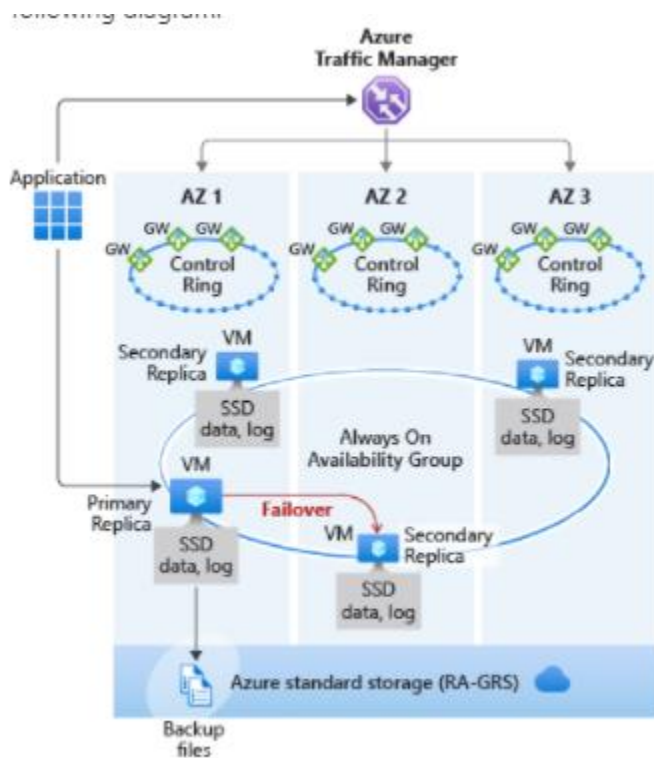 following diagram:
Azure
Traffic Manager
Application
AZ 1
AZ 2
AZ 3
GW
GW
GW
Control
Ring
GW
GW
GW
Control
Ring
GW
GW
GW
Control
Ring
VM
Secondary
Replica
SSD
data, log
VM
Secondary
Replica
SSD
data, log
Always On
Availability Group
VM
Primary
Replica
SSD
data, log
Failover
VM
Secondary
Replica
SSD
data, log
Azure standard storage (RA-GRS)
Backup
files